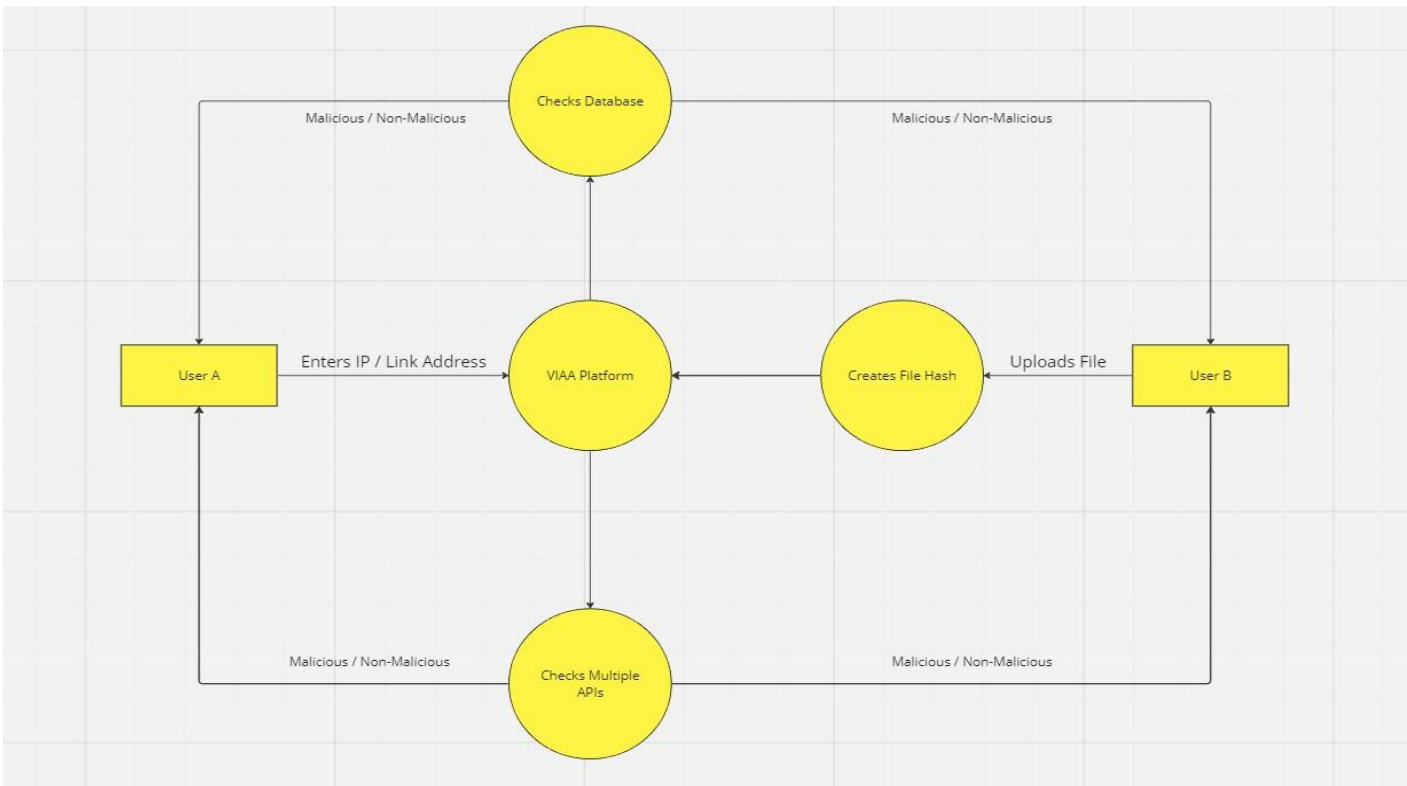 Checks Database
Malicious / Non-Malicious
Malicious / Non-Malicious
Enters IP / Link Address
Uploads File
User A
VIAA Platform
Creates File Hash
User B
Malicious / Non-Malicious
Malicious / Non-Malicious
Checks Multiple
APIs